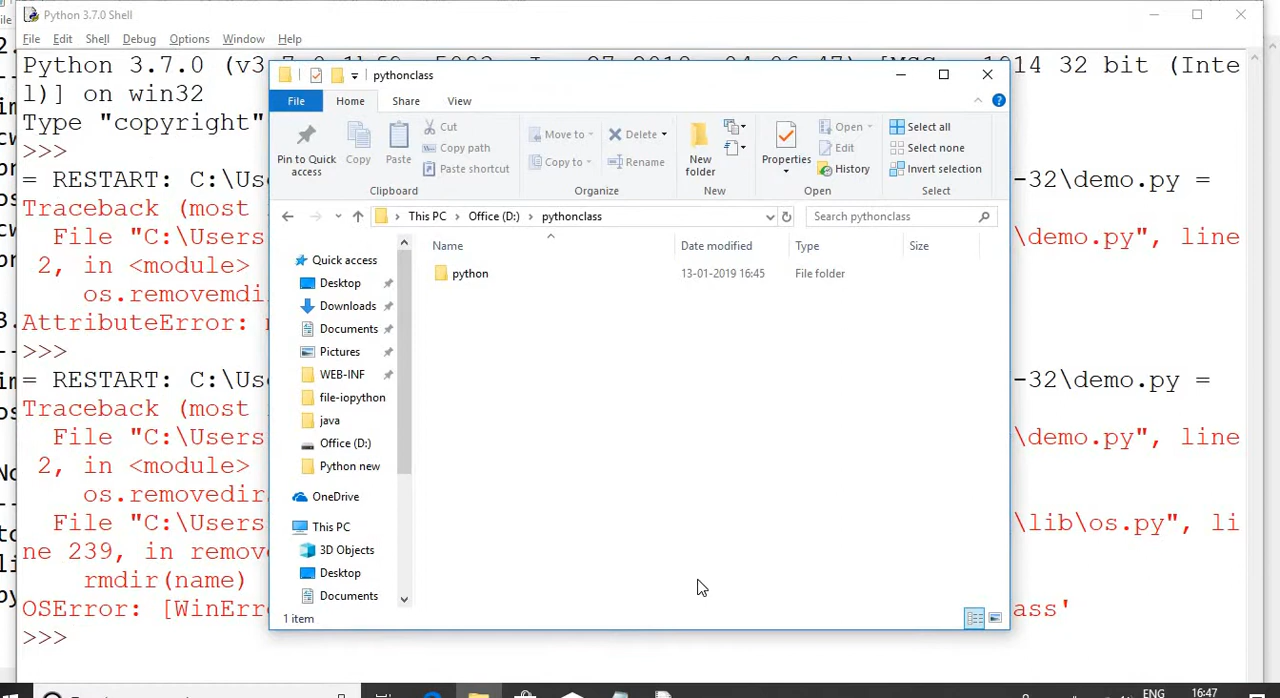 Python 3.7.0 Shell
File Edit Shell Debug Options Window Help
Python 3.7.0 (v3 1914 32 bit (Inte
l)] on win32
Type "copyright"
>>>
= RESTART: C:\Use -32\demo.py =
Traceback (most
File "C:\Users \demo.py", line
2, in <module>
os.removemdi
AttributeError:
>>>
= RESTART: C:\Use -32\demo.py =
Traceback (most
File "C:\Users \demo.py", line
2, in <module>
os.removedir
File "C:\Users \lib\os.py", li
ne 239, in remov
rmdir(name)
OSError: [WinErro ass'
>>>
pythonclass
File Home Share View
Pin to Quick access
Copy
Paste
Cut
Copy path
Paste shortcut
Clipboard
Move to
Copy to
Delete
Rename
Organize
New folder
New
Properties
Open
Edit
History
Open
Select all
Select none
Invert selection
Select
This PC > Office (D:) > pythonclass
Search pythonclass
Name Date modified Type Size
python 13-01-2019 16:45 File folder
Quick access
Desktop
Downloads
Documents
Pictures
WEB-INF
file-iopython
java
Office (D:)
Python new
OneDrive
This PC
3D Objects
Desktop
Documents
1 item
16:47